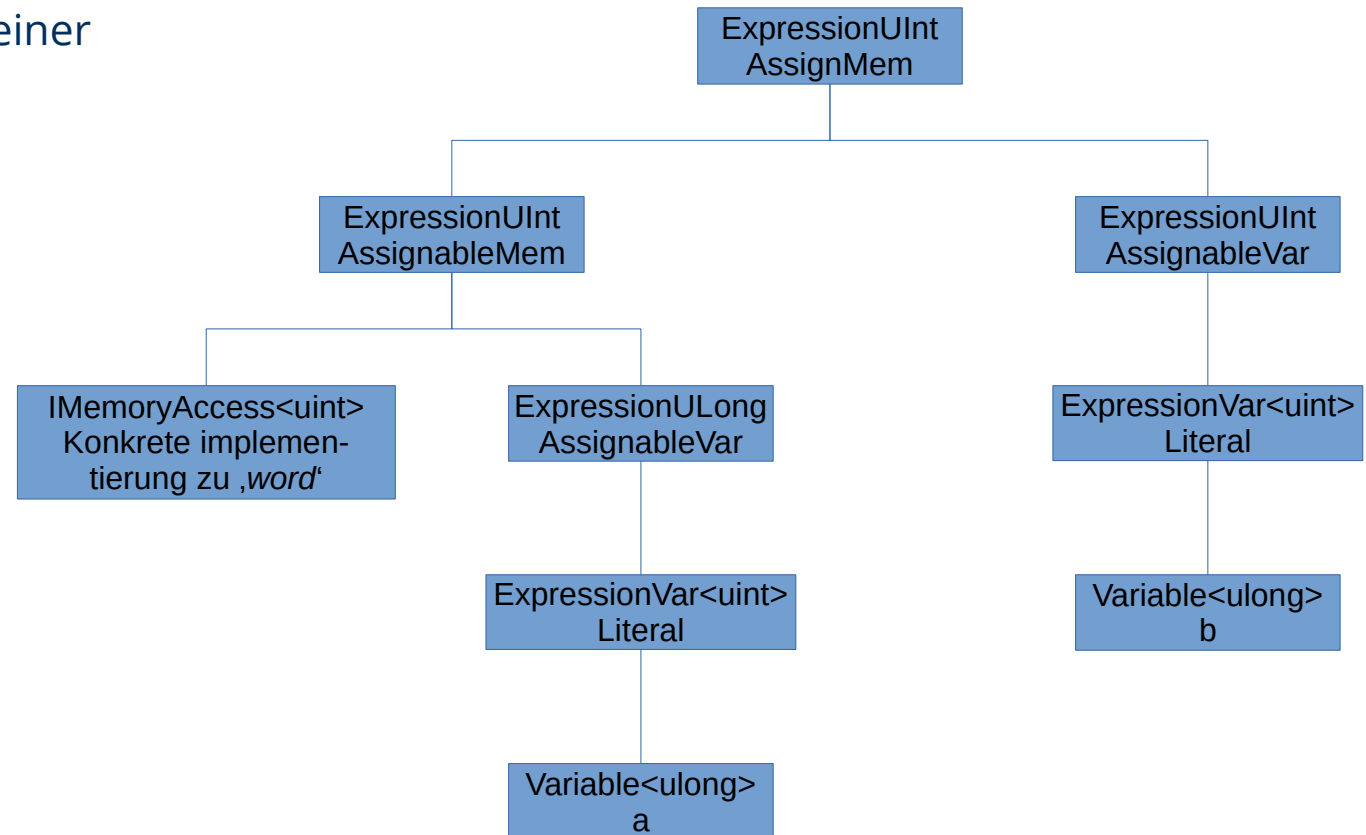 einer
ExpressionUInt
AssignMem
ExpressionUInt
AssignableMem
ExpressionUInt
AssignableVar
IMemoryAccess<uint>
Konkrete implemen-
tierung zu ‚word‘
ExpressionULong
AssignableVar
ExpressionVar<uint>
Literal
ExpressionVar<uint>
Literal
Variable<ulong>
b
Variable<ulong>
a